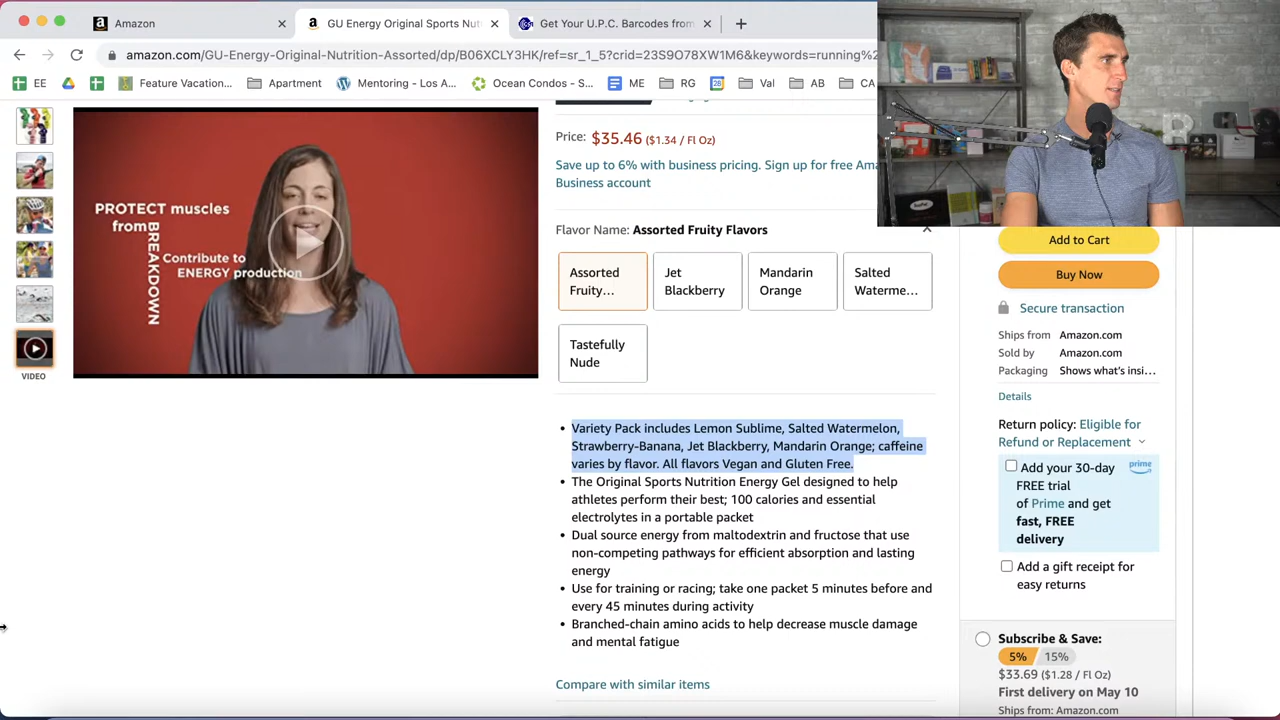 Amazon
GU Energy Original Sports Nut
Get Your U.P.C. Barcodes from
amazon.com/GU-Energy-Original-Nutrition-Assorted/dp/B06XCLY3HK/ref=sr_1_5?crid=23S9O78XW1M6&keywords=running%2
EE
Feature Vacation...
Apartment
Mentoring - Los A...
Ocean Condos - S...
ME
RG
28
Val
AB
CA
Price: $35.46 ($1.34 / Fl Oz)
Save up to 6% with business pricing. Sign up for free Ama
Business account
PROTECT muscles
from BREAKDOWN
Contribute to
ENERGY production
VIDEO
Flavor Name: Assorted Fruity Flavors
Assorted
Fruity...
Jet
Blackberry
Mandarin
Orange
Salted
Waterme...
Tastefully
Nude
• Variety Pack includes Lemon Sublime, Salted Watermelon,
Strawberry-Banana, Jet Blackberry, Mandarin Orange; caffeine
varies by flavor. All flavors Vegan and Gluten Free.
• The Original Sports Nutrition Energy Gel designed to help
athletes perform their best; 100 calories and essential
electrolytes in a portable packet
• Dual source energy from maltodextrin and fructose that use
non-competing pathways for efficient absorption and lasting
energy
• Use for training or racing; take one packet 5 minutes before and
every 45 minutes during activity
• Branched-chain amino acids to help decrease muscle damage
and mental fatigue
Compare with similar items
Add to Cart
Buy Now
Secure transaction
Ships from Amazon.com
Sold by Amazon.com
Packaging Shows what's insi...
Details
Return policy: Eligible for
Refund or Replacement
Add your 30-day
FREE trial
of Prime and get
fast, FREE
delivery
prime
Add a gift receipt for
easy returns
Subscribe & Save:
5% 15%
$33.69 ($1.28 / Fl Oz)
First delivery on May 10
Ships from: Amazon.com